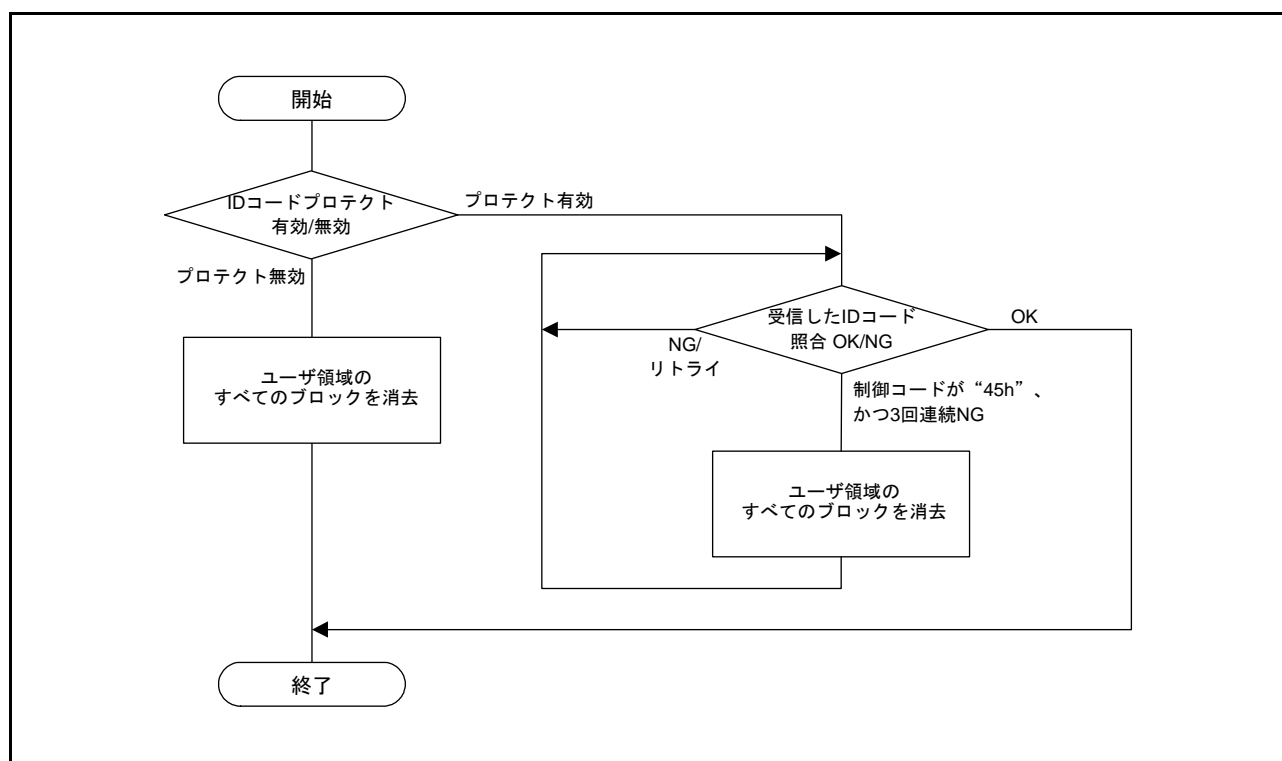 開始
IDコードプロテクト
有効/無効
プロテクト有効
プロテクト無効
受信したIDコード
照合 OK/NG
OK
NG/
リトライ
制御コードが“45h”、
かつ3回連続NG
ユーザ領域の
すべてのブロックを消去
ユーザ領域の
すべてのブロックを消去
終了